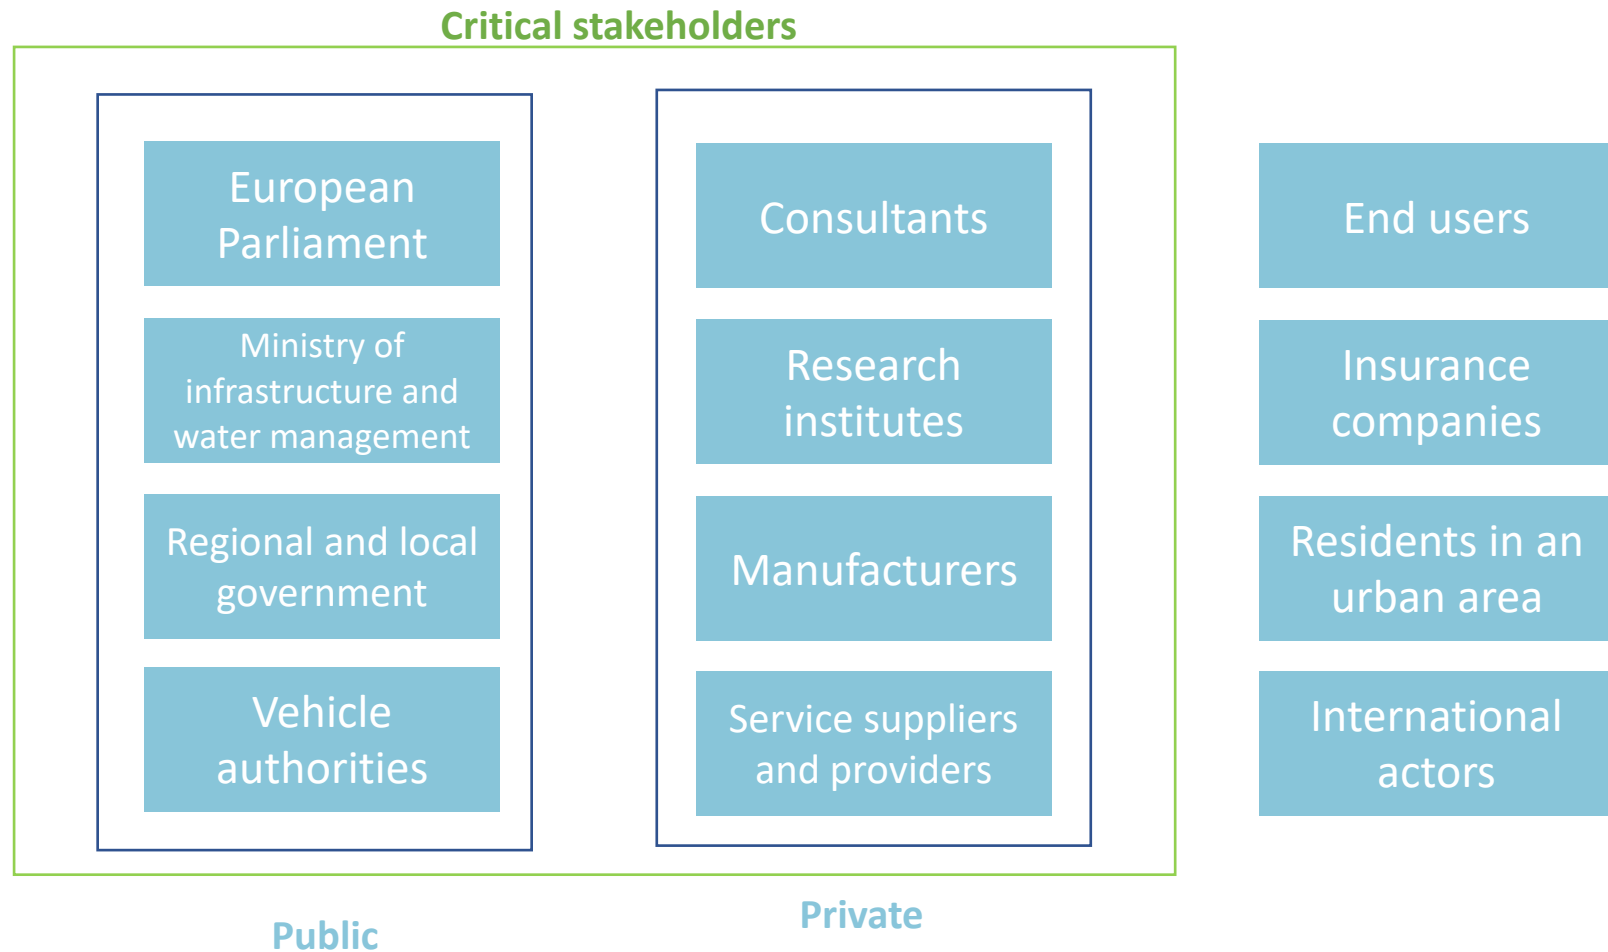 Critical stakeholders
European
Parliament
Ministry of
infrastructure and
water management
Regional and local
government
Vehicle
authorities
Public
Consultants
Research
institutes
Manufacturers
Service suppliers
and providers
Private
End users
Insurance
companies
Residents in an
urban area
International
actors